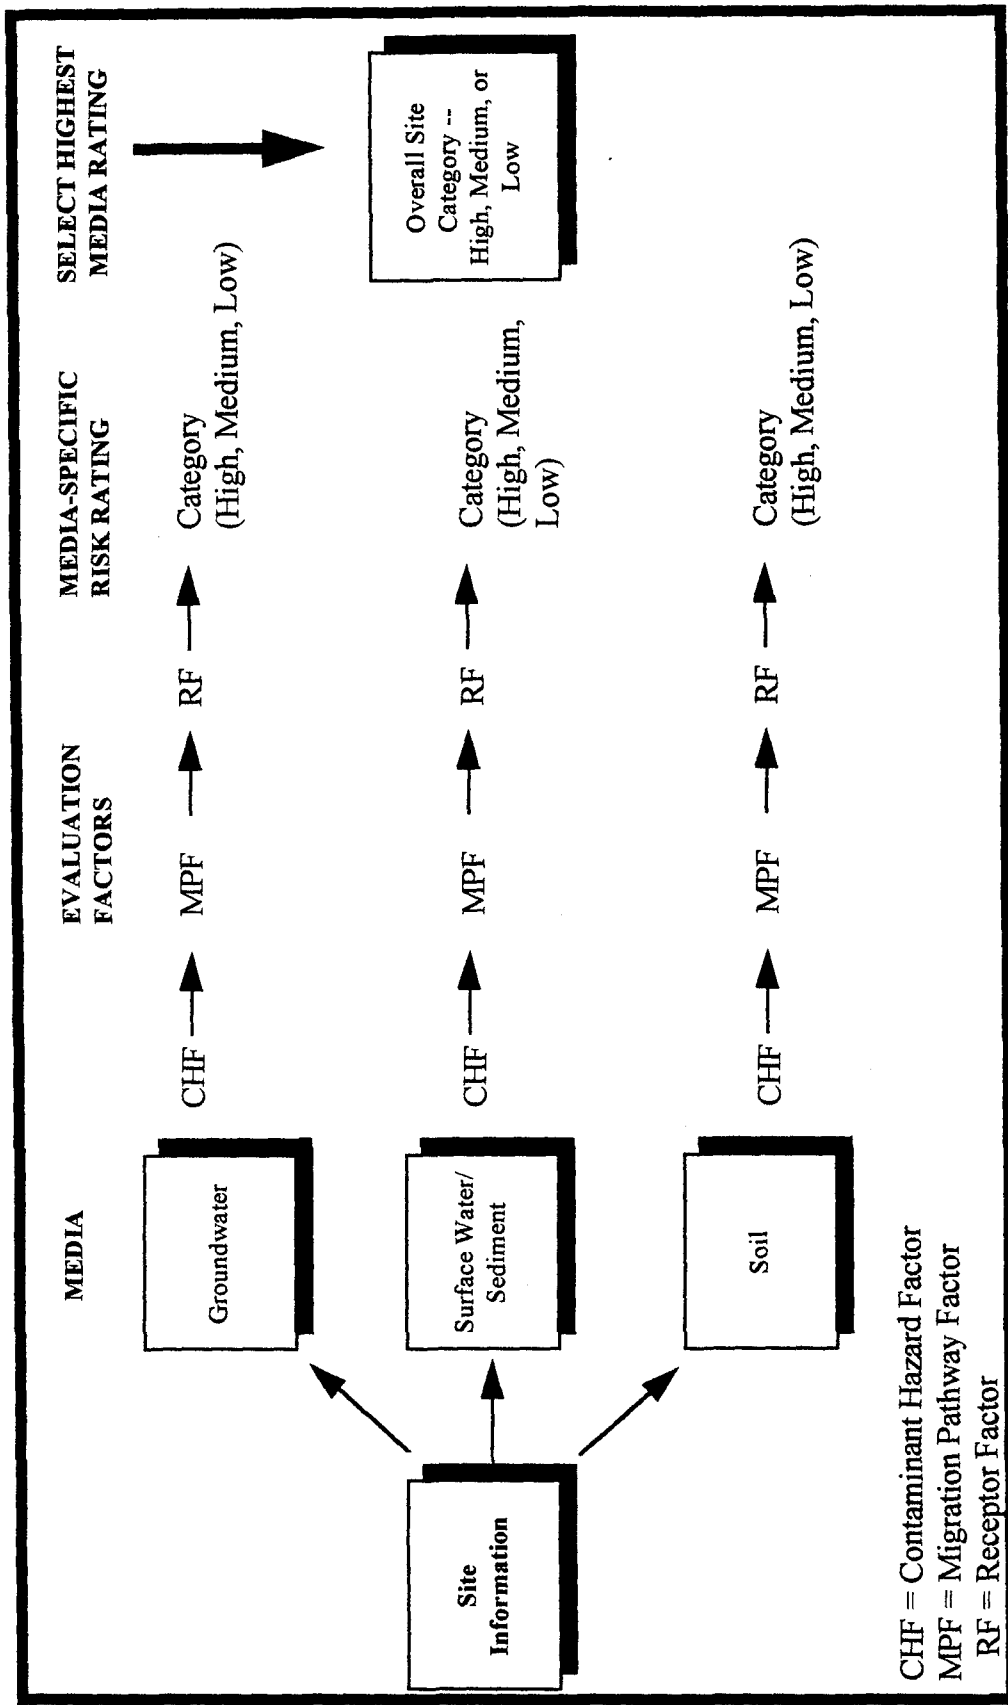 MEDIA
EVALUATION
FACTORS
MEDIA-SPECIFIC
RISK RATING
SELECT HIGHEST
MEDIA RATING
Site
Information
Groundwater
CHF
MPF
RF
Category
(High, Medium, Low)
Surface Water/
Sediment
CHF
MPF
RF
Category
(High, Medium,
Low)
Overall Site
Category --
High, Medium, or
Low
Soil
CHF
MPF
RF
Category
(High, Medium, Low)
CHF = Contaminant Hazard Factor
MPF = Migration Pathway Factor
RF = Receptor Factor